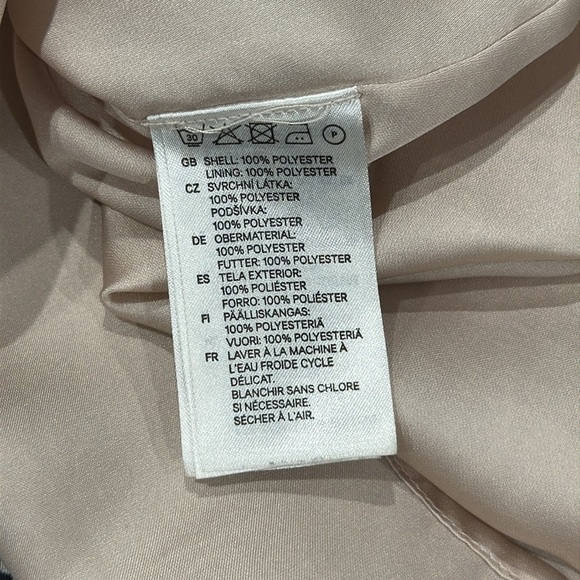 30 P
GB SHELL: 100% POLYESTER
LINING: 100% POLYESTER
CZ SVRCHNÍ LÁTKA:
100% POLYESTER
PODŠÍVKA:
100% POLYESTER
DE OBERMATERIAL:
100% POLYESTER
FUTTER: 100% POLYESTER
ES TELA EXTERIOR:
100% POLIÉSTER
FORRO: 100% POLIÉSTER
FI PÄÄLLISKANGAS:
100% POLYESTERIÄ
VUORI: 100% POLYESTERIÄ
FR LAVER À LA MACHINE À
L'EAU FROIDE CYCLE
DÉLICAT.
BLANCHIR SANS CHLORE
SI NÉCESSAIRE.
SÉCHER À L'AIR.